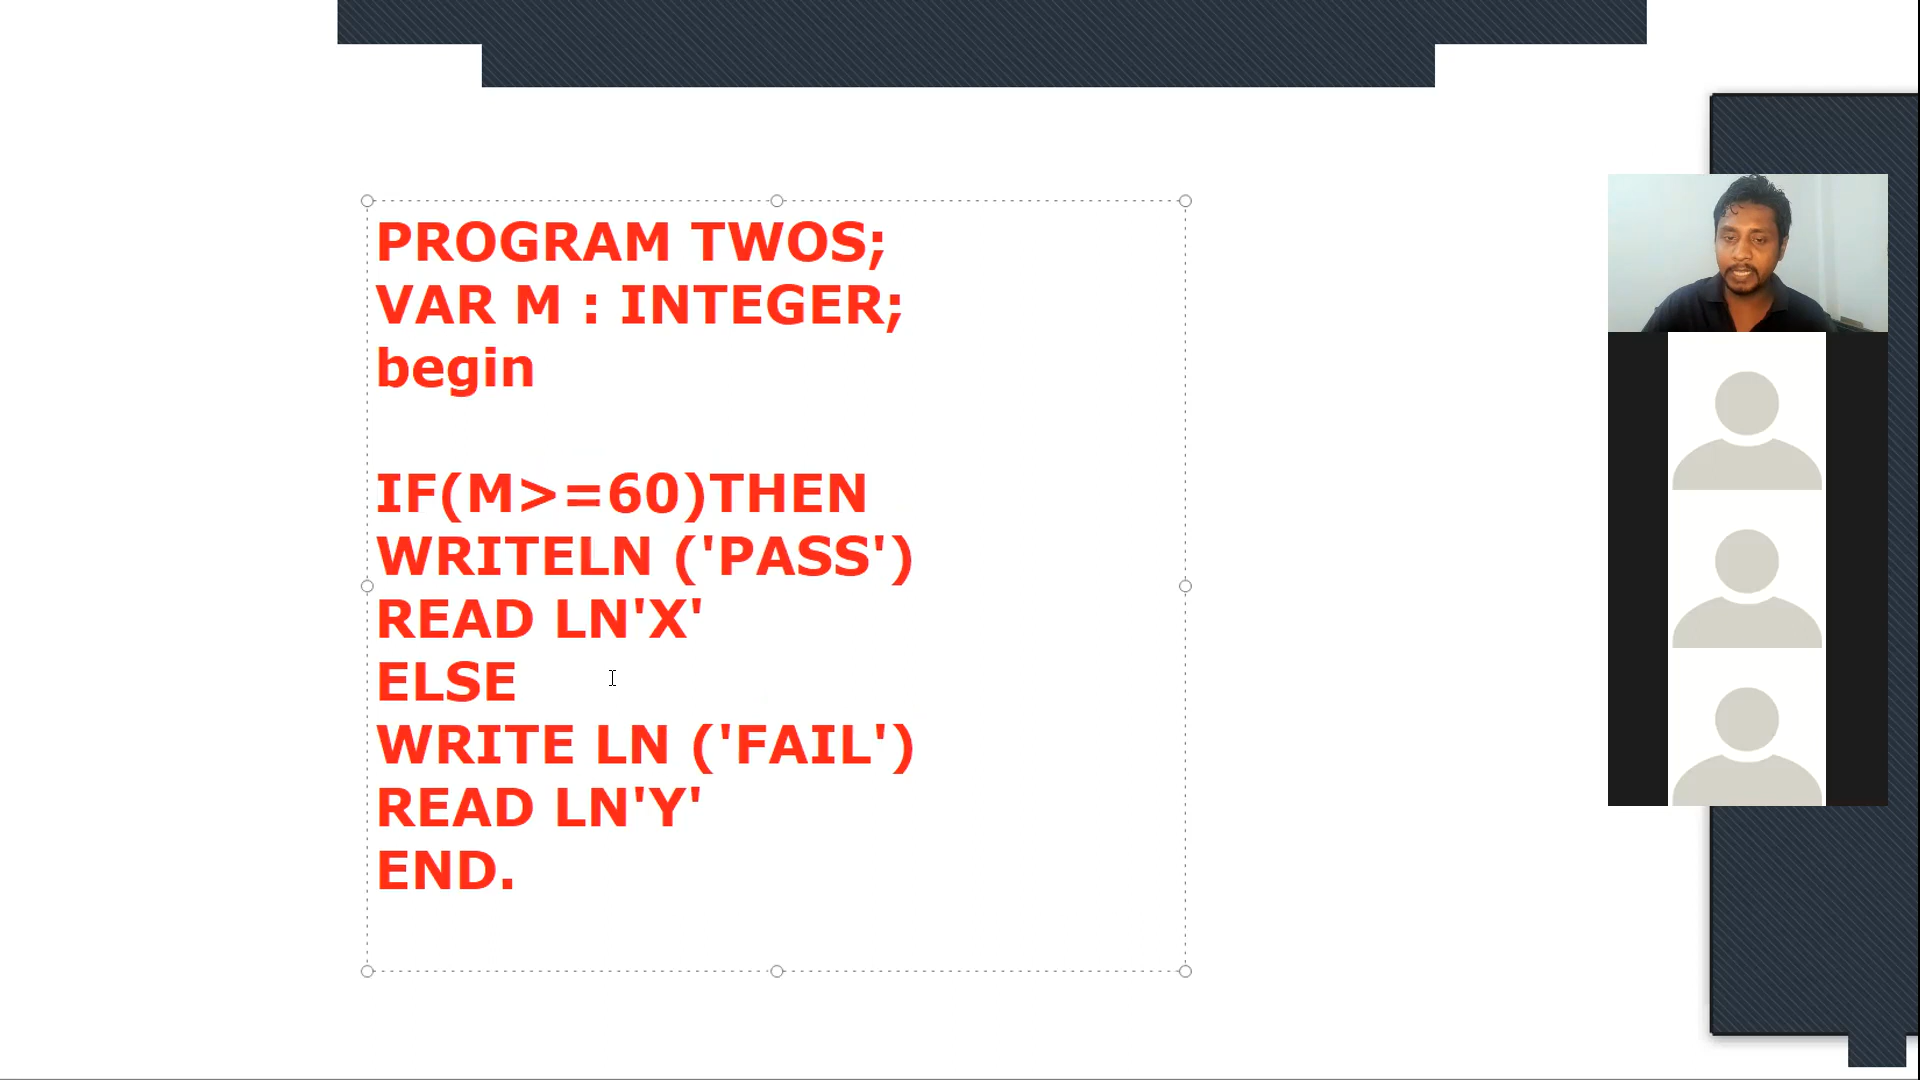 PROGRAM TWOS;
VAR M : INTEGER;
begin
IF(M>=60)THEN
WRITELN ('PASS')
READ LN'X'
ELSE
WRITE LN ('FAIL')
READ LN'Y'
END.